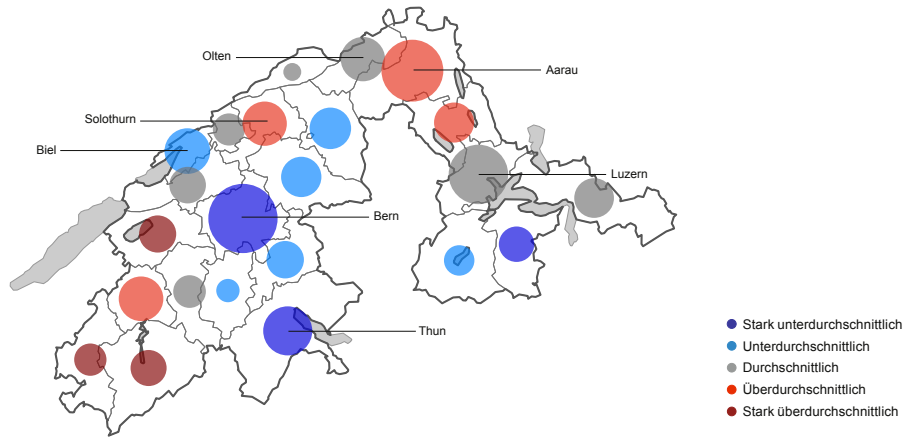 Olten
Aarau
Solothurn
Biel
Luzern
Bern
Thun
Stark unterdurchschnittlich
Unterdurchschnittlich
Durchschnittlich
Überdurchschnittlich
Stark überdurchschnittlich